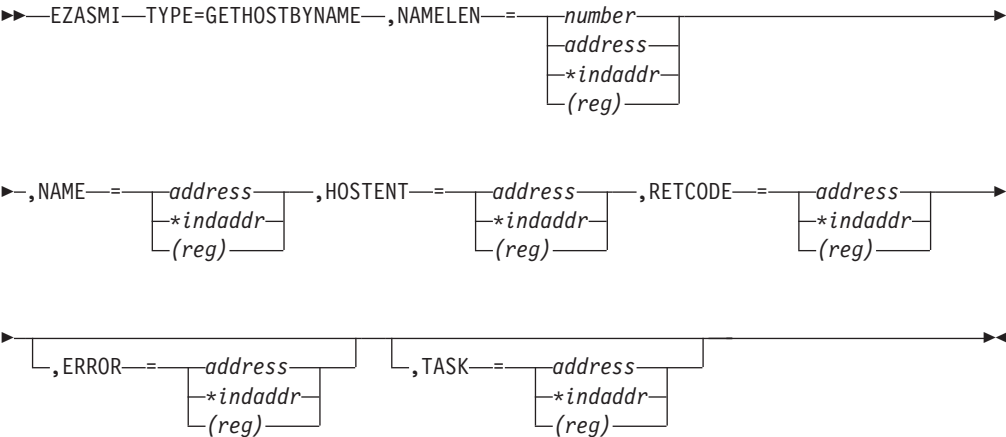 EZASMI TYPE=GETHOSTBYNAME ,NAMELEN = number
address
*indaddr
(reg)
,NAME = address ,HOSTENT = address ,RETCODE = address
*indaddr *indaddr *indaddr
(reg) (reg) (reg)
,ERROR = address ,TASK = address
*indaddr *indaddr
(reg) (reg)